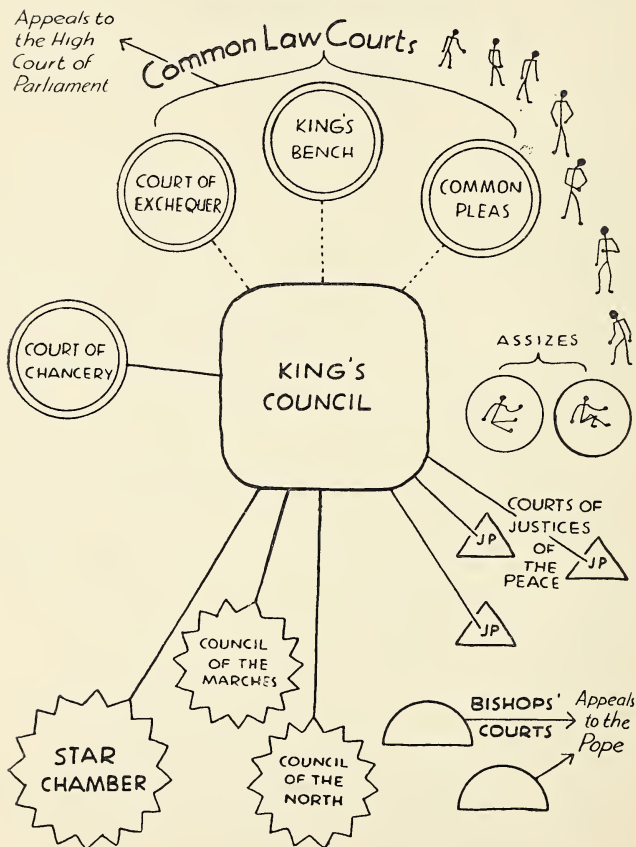 Appeals to
the High
Court of
Parliament
Common Law Courts
COURT OF
EXCHEQUER
KING'S
BENCH
COMMON
PLEAS
COURT OF
CHANCERY
KING'S
COUNCIL
ASSIZES
COURTS OF
JUSTICES
OF
THE
PEACE
JP
JP
JP
COUNCIL
OF THE
MARCHES
STAR
CHAMBER
COUNCIL
OF THE
NORTH
BISHOPS'
COURTS
Appeals
to the
Pope